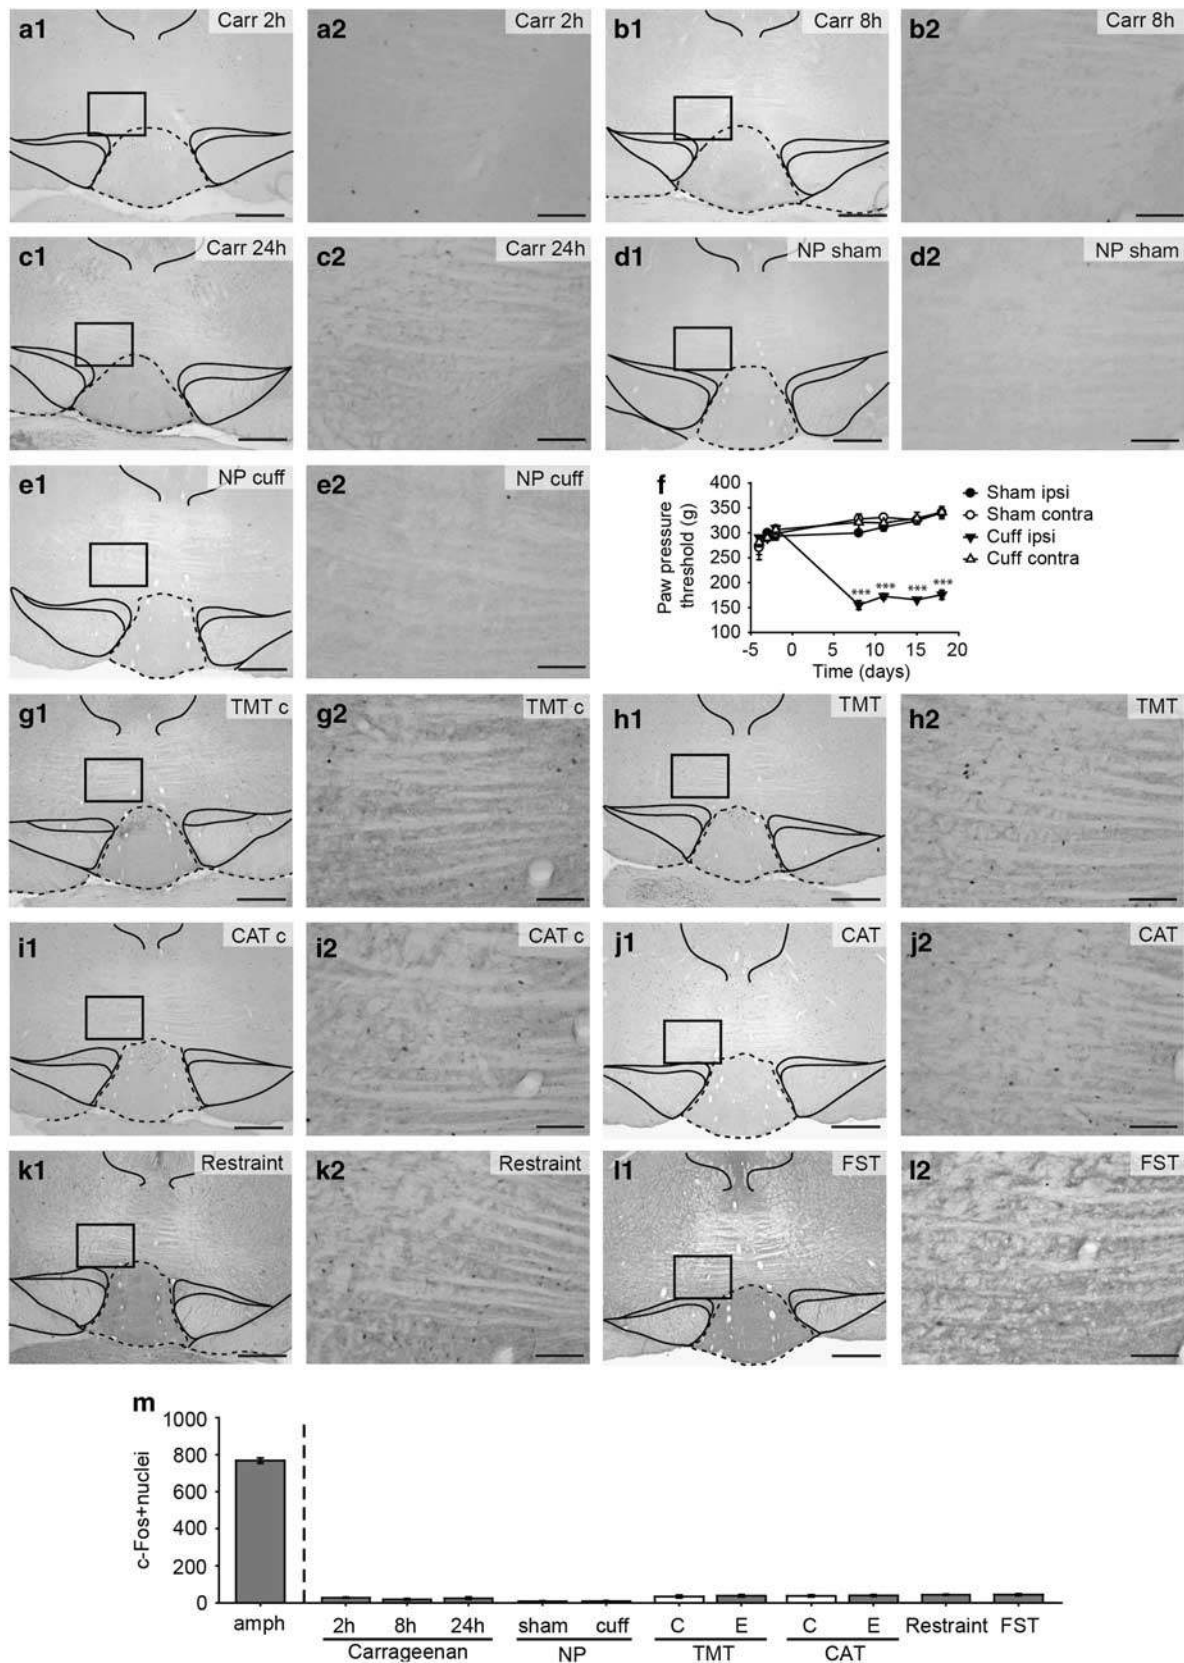 a1 Carr 2h a2 Carr 2h b1 Carr 8h b2 Carr 8h
c1 Carr 24h c2 Carr 24h d1 NP sham d2 NP sham
e1 NP cuff e2 NP cuff
f
Paw pressure
threshold (g)
400
350
300
250
200
150
100
-5 0 5 10 15 20
Time (days)
*** *** *** ***
Sham ipsi
Sham contra
Cuff ipsi
Cuff contra
g1 TMT c g2 TMT c h1 TMT h2 TMT
i1 CAT c i2 CAT c j1 CAT j2 CAT
k1 Restraint k2 Restraint l1 FST l2 FST
m
c-Fos+nuclei
1000
800
600
400
200
0
amph 2h 8h 24h sham cuff C E C E Restraint FST
Carrageenan NP TMT CAT